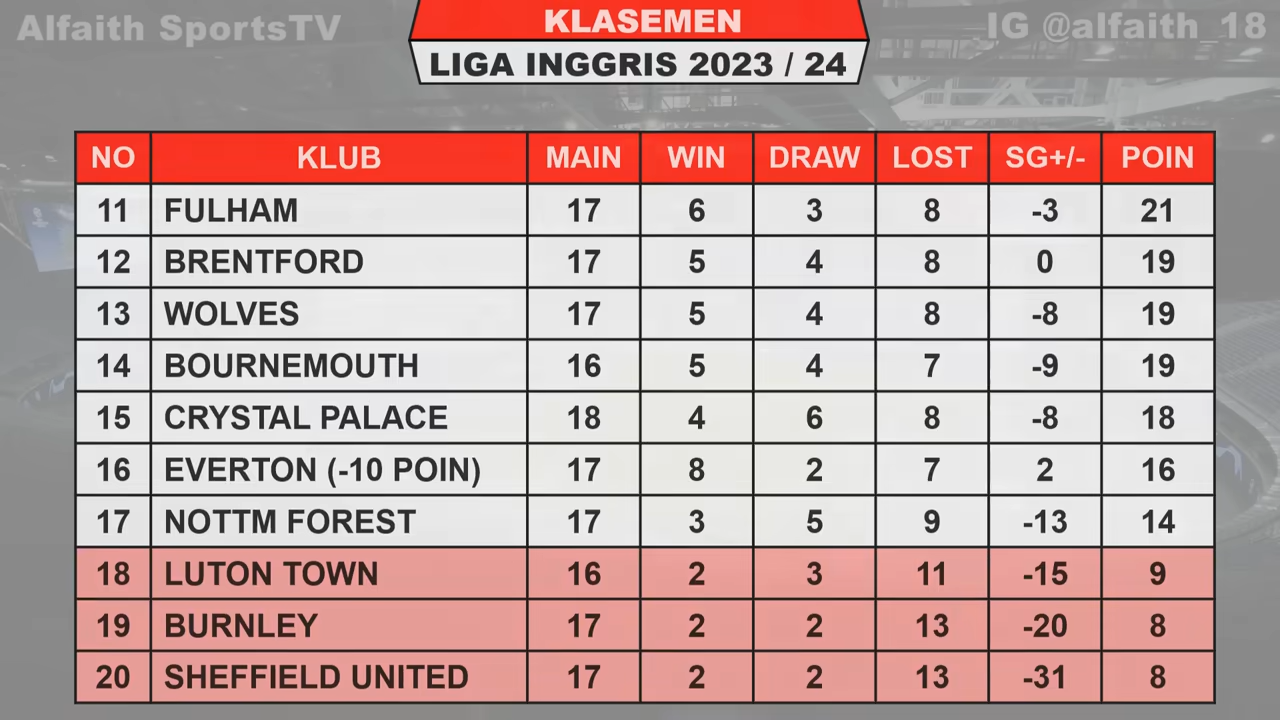 Alfaith SportsTV
KLASEMEN
IG @alfaith_18
LIGA INGGRIS 2023 / 24
NO KLUB MAIN WIN DRAW LOST SG+/- POIN
11 FULHAM 17 6 3 8 -3 21
12 BRENTFORD 17 5 4 8 0 19
13 WOLVES 17 5 4 8 -8 19
14 BOURNEMOUTH 16 5 4 7 -9 19
15 CRYSTAL PALACE 18 4 6 8 -8 18
16 EVERTON (-10 POIN) 17 8 2 7 2 16
17 NOTTM FOREST 17 3 5 9 -13 14
18 LUTON TOWN 16 2 3 11 -15 9
19 BURNLEY 17 2 2 13 -20 8
20 SHEFFIELD UNITED 17 2 2 13 -31 8